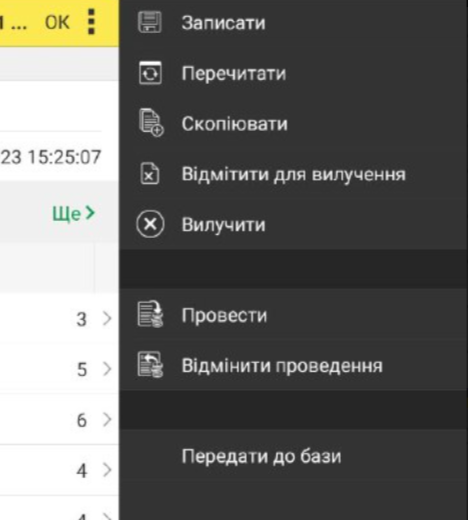 ... OK
Записати
Перечитати
Скопіювати
23 15:25:07
Відмітити для вилучення
Ще
Вилучити
3
Провести
5
Відмінити проведення
6
Передати до бази
4
4